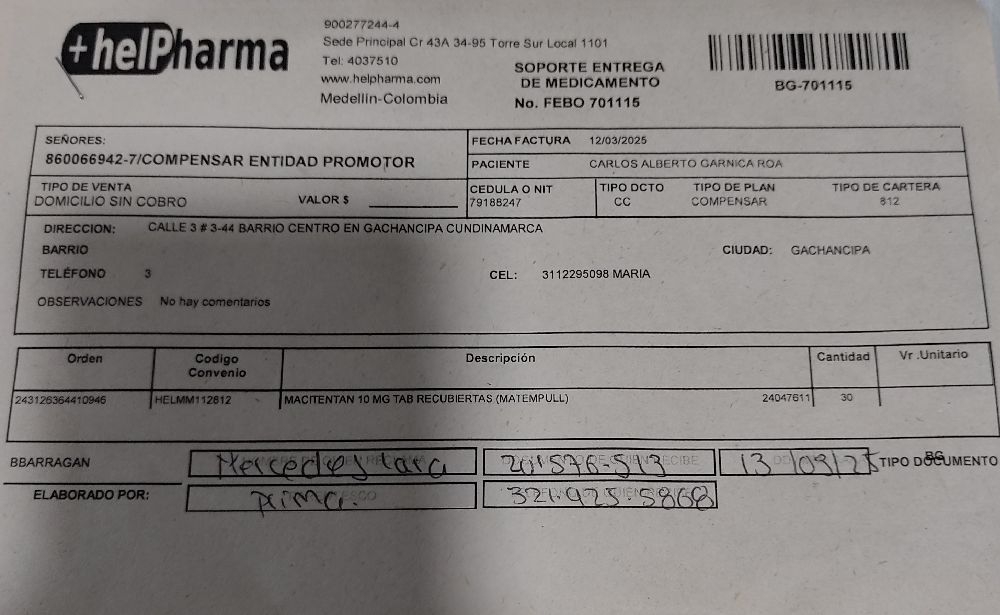 +helPharma
900277244-4
Sede Principal Cr 43A 34-95 Torre Sur Local 1101
Tel: 4037510
www.helpharma.com
Medellín-Colombia
SOPORTE ENTREGA
DE MEDICAMENTO
No. FEBO 701115
BG-701115
SEÑORES:
860066942-7/COMPENSAR ENTIDAD PROMOTOR
FECHA FACTURA 12/03/2025
PACIENTE CARLOS ALBERTO GARNICA ROA
TIPO DE VENTA
DOMICILIO SIN COBRO VALOR $
CEDULA O NIT TIPO DCTO TIPO DE PLAN TIPO DE CARTERA
79188247 CC COMPENSAR 812
DIRECCION: CALLE 3 # 3-44 BARRIO CENTRO EN GACHANCIPA CUNDINAMARCA
BARRIO CIUDAD: GACHANCIPA
TELÉFONO 3 CEL: 3112295098 MARIA
OBSERVACIONES No hay comentarios
Orden Codigo Convenio Descripción Cantidad Vr .Unitario
243126364410946 HELMM112812 MACITENTAN 10 MG TAB RECUBIERTAS (MATEMPULL) 24047611 30
BBARRAGAN Mercedes Lara 20'576-513 13/03/25 TIPO DOCUMENTO BG
ELABORADO POR: prima. 321-925-5868